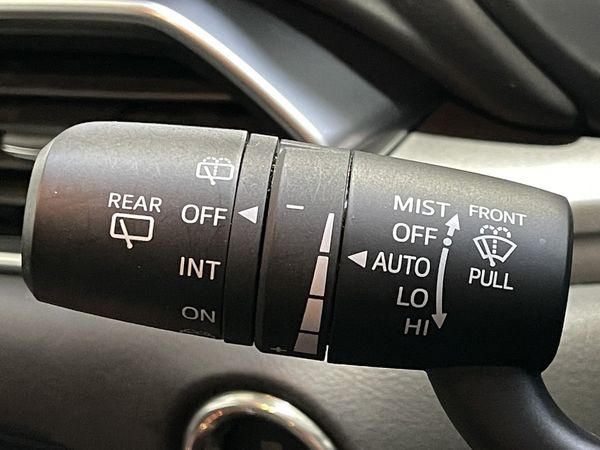 REAR
OFF
INT
ON
−
+
MIST
OFF
AUTO
LO
HI
FRONT
PULL